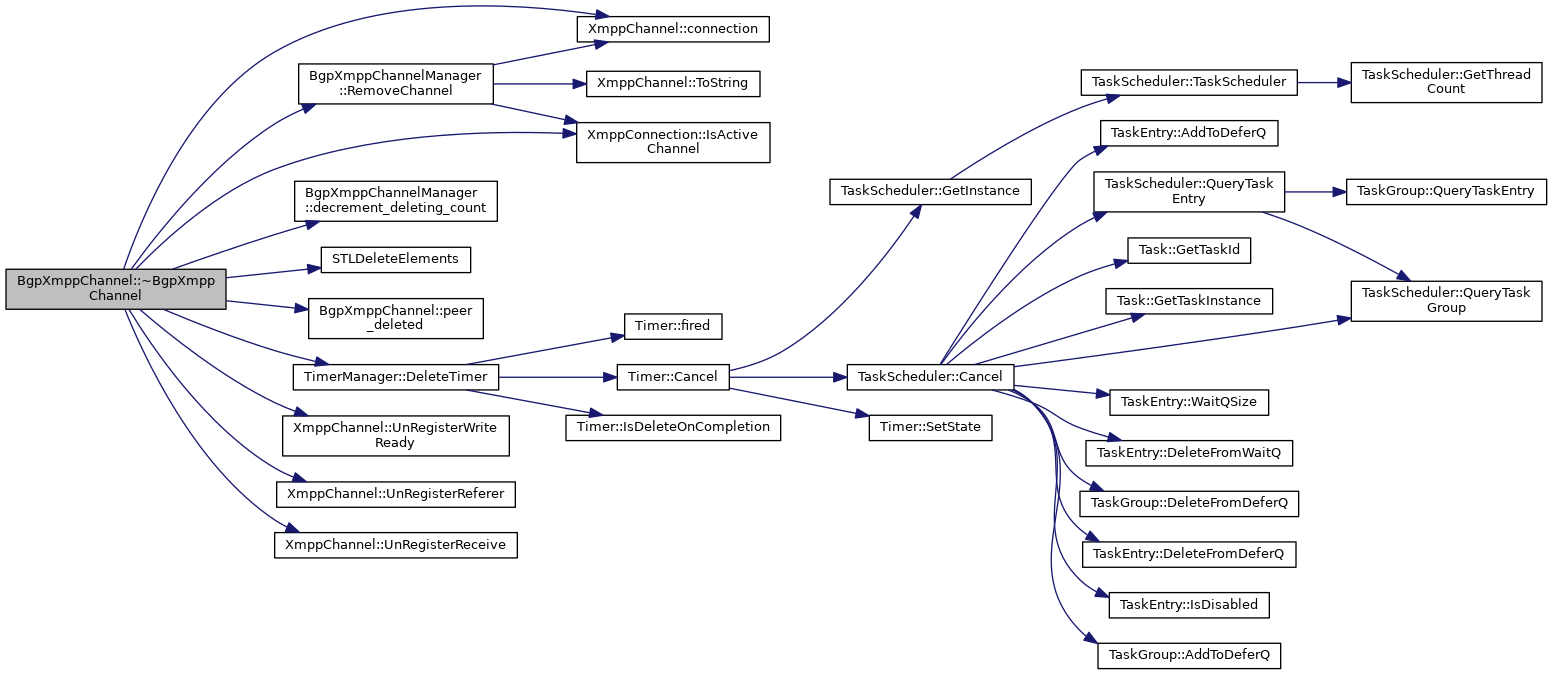 BgpXmppChannel::~BgpXmpp
Channel
XmppChannel::connection
BgpXmppChannelManager
::RemoveChannel
XmppChannel::ToString
XmppConnection::IsActive
Channel
BgpXmppChannelManager
::decrement_deleting_count
STLDeleteElements
BgpXmppChannel::peer
_deleted
TimerManager::DeleteTimer
XmppChannel::UnRegisterWrite
Ready
XmppChannel::UnRegisterReferer
XmppChannel::UnRegisterReceive
Timer::fired
Timer::Cancel
Timer::IsDeleteOnCompletion
TaskScheduler::GetInstance
TaskScheduler::Cancel
Timer::SetState
TaskScheduler::TaskScheduler
TaskScheduler::GetThread
Count
TaskEntry::AddToDeferQ
TaskScheduler::QueryTask
Entry
TaskGroup::QueryTaskEntry
Task::GetTaskId
Task::GetTaskInstance
TaskScheduler::QueryTask
Group
TaskEntry::WaitQSize
TaskEntry::DeleteFromWaitQ
TaskGroup::DeleteFromDeferQ
TaskEntry::DeleteFromDeferQ
TaskEntry::IsDisabled
TaskGroup::AddToDeferQ